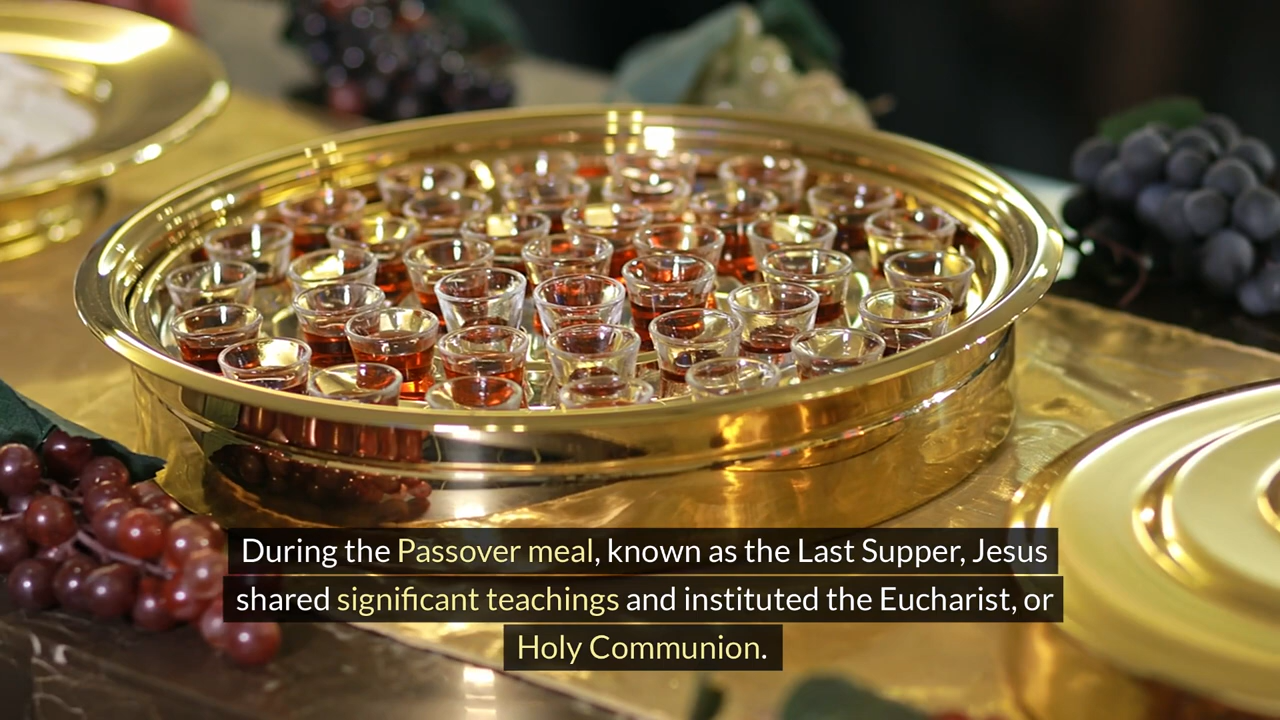 During the Passover meal, known as the Last Supper, Jesus
shared significant teachings and instituted the Eucharist, or
Holy Communion.